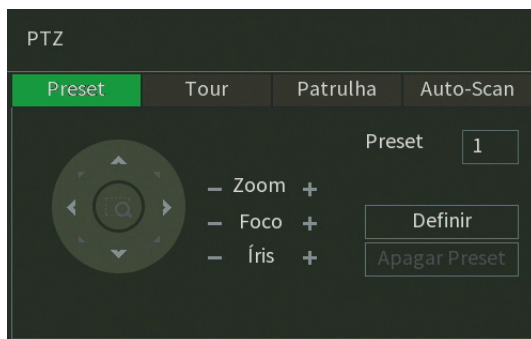 PTZ
Preset Tour Patrulha Auto-Scan
Preset 1
– Zoom +
– Foco + Definir
– Íris + Apagar Preset